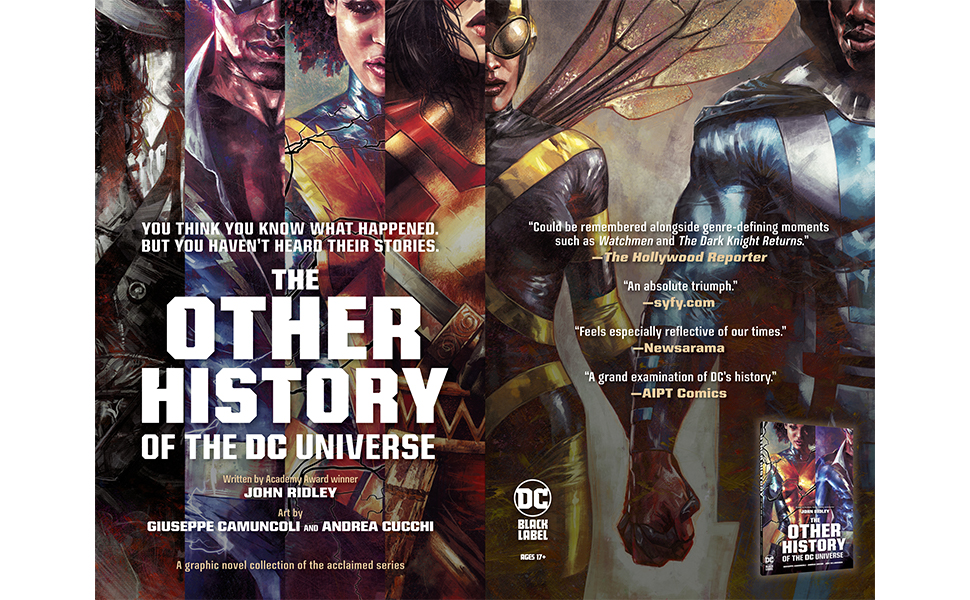 YOU THINK YOU KNOW WHAT HAPPENED.
BUT YOU HAVEN'T HEARD THEIR STORIES.
THE
OTHER
HISTORY
OF THE DC UNIVERSE
Written by Academy Award winner
JOHN RIDLEY
Art by
GIUSEPPE CAMUNCOLI AND ANDREA CUCCHI
A graphic novel collection of the acclaimed series
“Could be remembered alongside genre-defining moments
such as Watchmen and The Dark Knight Returns.”
—The Hollywood Reporter
“An absolute triumph.”
—syfy.com
“Feels especially reflective of our times.”
—Newsarama
“A grand examination of DC's history.”
—AIPT Comics
DC
BLACK
LABEL
AGES 17+
JOHN RIDLEY
THE
OTHER
HISTORY
OF THE DC UNIVERSE
DC